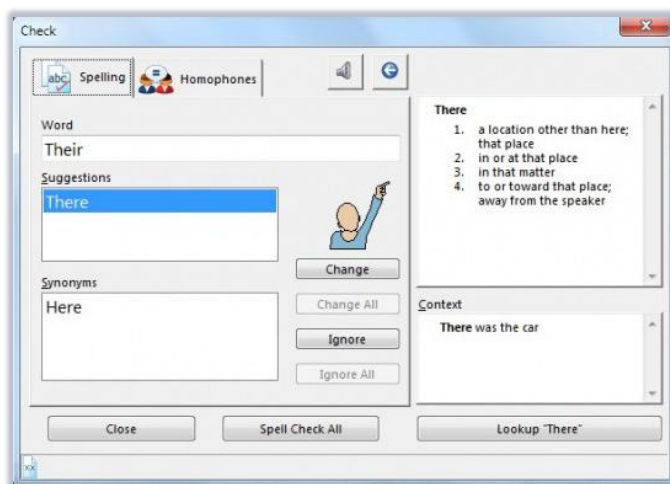 Check
abc Spelling
Homophones
Word
Their
Suggestions
There
Change
Synonyms
Here
Change All
Ignore
Ignore All
There
1. a location other than here;
that place
2. in or at that place
3. in that matter
4. to or toward that place;
away from the speaker
Context
There was the car
Close
Spell Check All
Lookup "There"
xx